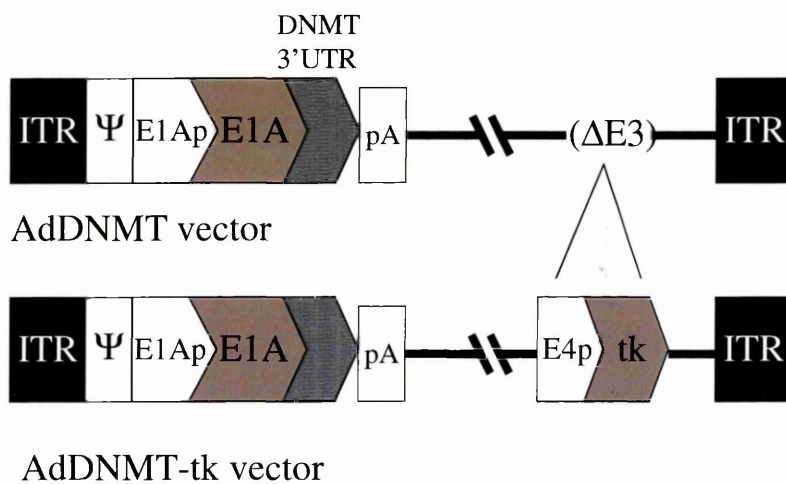 DNMT
3’UTR
ITR Ψ E1Ap E1A pA (ΔE3) ITR
AdDNMT vector
ITR Ψ E1Ap E1A pA E4p tk ITR
AdDNMT-tk vector